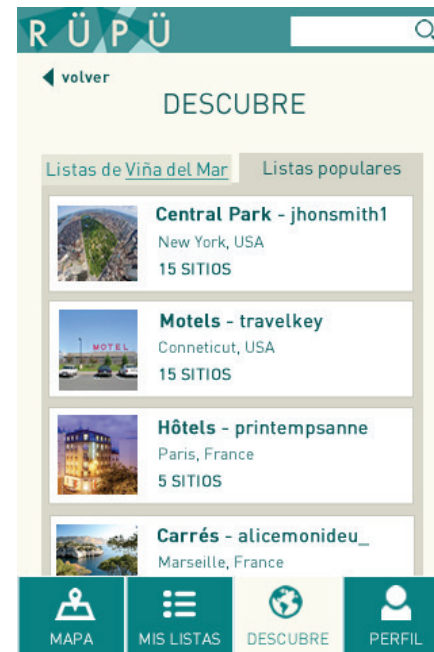 RÜPÜ
volver
DESCUBRE
Listas de Viña del Mar
Listas populares
Central Park - jhonsmith1
New York, USA
15 SITIOS
MOTEL
Motels - travelkey
Conneticut, USA
15 SITIOS
Hôtels - printempsanne
Paris, France
5 SITIOS
Carrés - alicemonideu_
Marseille, France
MAPA
MIS LISTAS
DESCUBRE
PERFIL